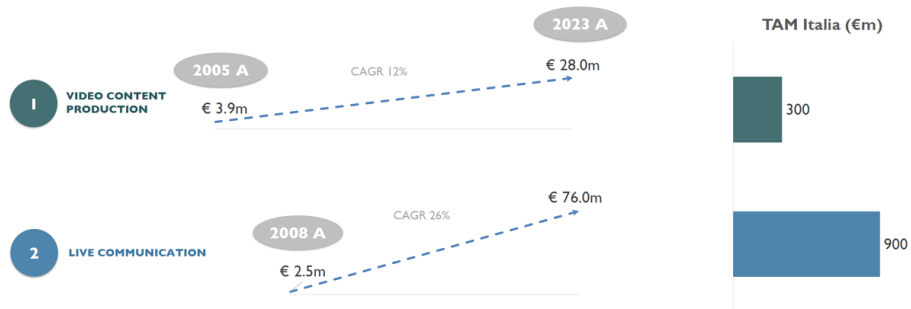 2023 A
TAM Italia (€m)
2005 A
CAGR 12%
€ 28.0m
1
VIDEO CONTENT
PRODUCTION
€ 3.9m
300
€ 76.0m
CAGR 26%
2008 A
2
LIVE COMMUNICATION
900
€ 2.5m